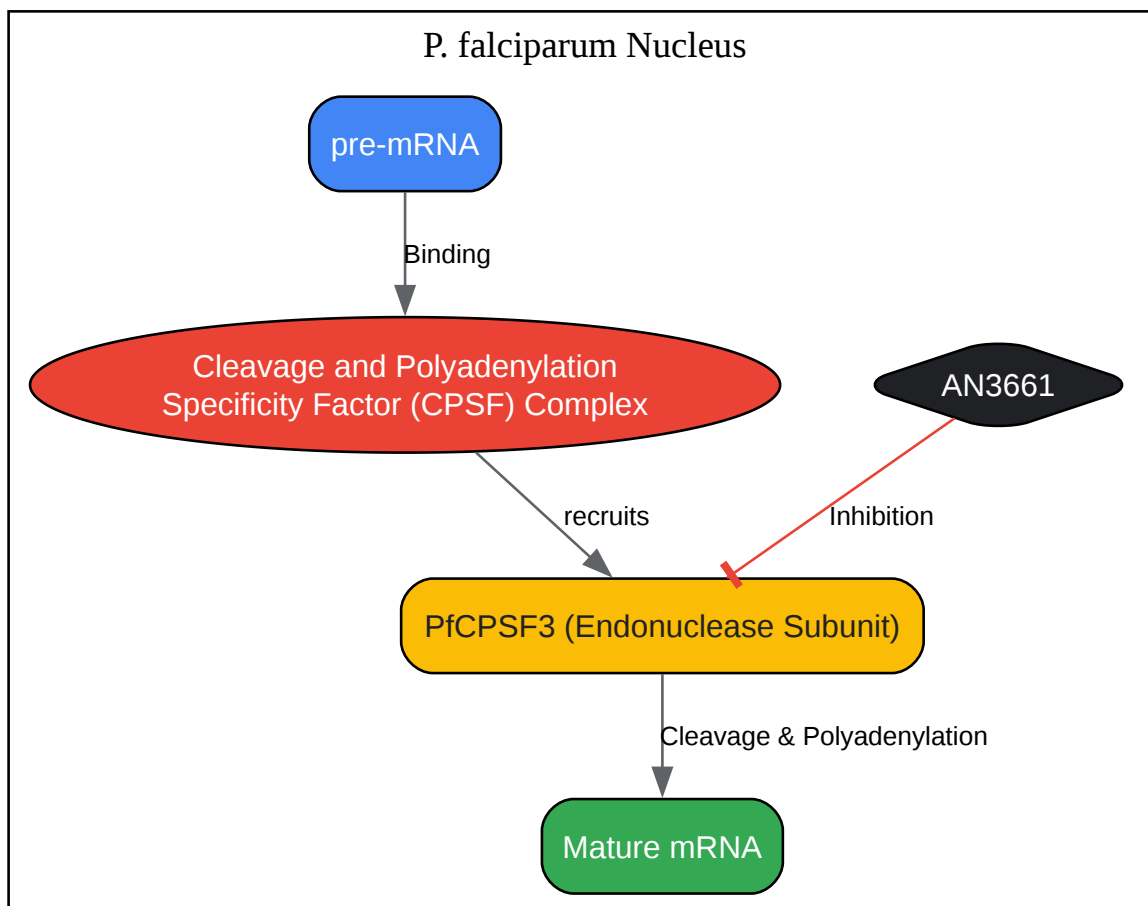 P. falciparum Nucleus
pre-mRNA
Binding
Cleavage and Polyadenylation
Specificity Factor (CPSF) Complex
AN3661
recruits
Inhibition
PfCPSF3 (Endonuclease Subunit)
Cleavage & Polyadenylation
Mature mRNA